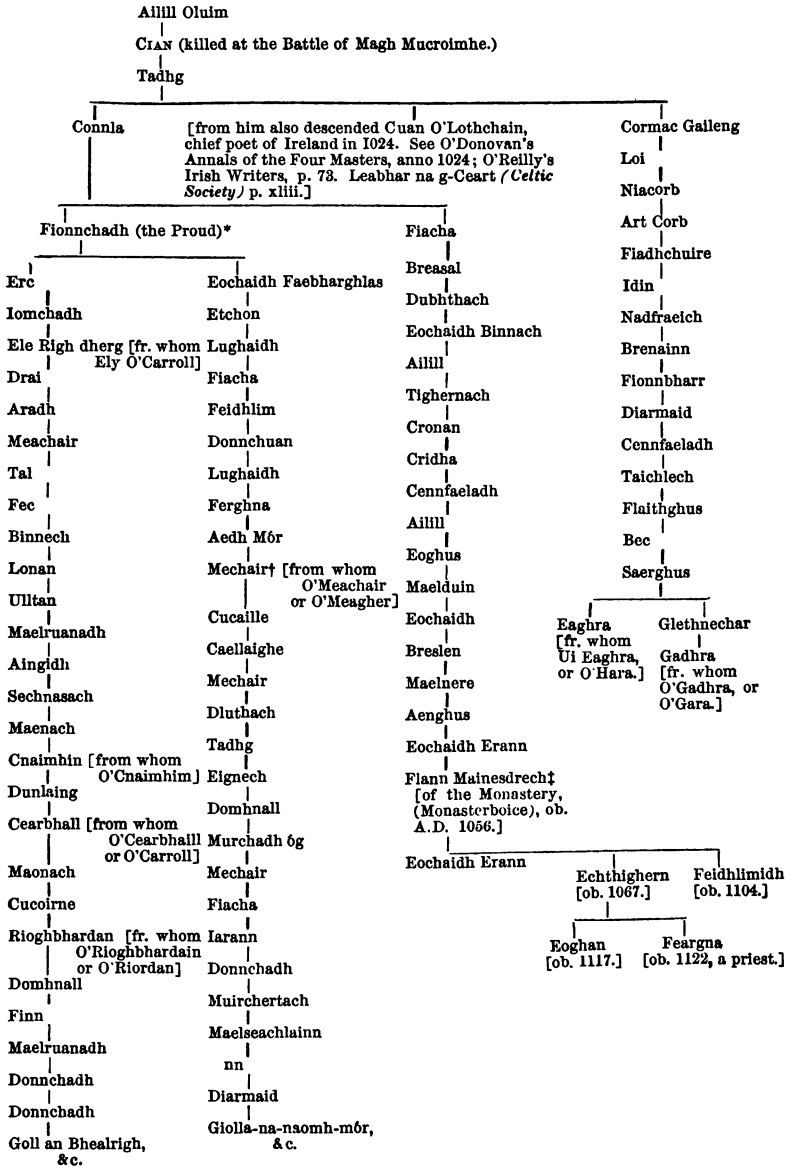 Ailill Oluim
CIAN (killed at the Battle of Magh Mucroimhe.)
Tadhg
Connla
[from him also descended Cuan O'Lothchain,
chief poet of Ireland in 1024. See O'Donovan's
Annals of the Four Masters, anno 1024; O'Reilly's
Irish Writers, p. 73. Leabhar na g-Ceart (Celtic
Society) p. xliii.]
Fionnchadh (the Proud)*
Erc
Iomchadh
Ele Righ dherg [fr. whom
Ely O'Carroll]
Drai
Aradh
Meachair
Tal
Fec
Binnech
Lonan
Ulltan
Maelruanadh
Aingidh
Sechnasach
Maenach
Cnaimhin [from whom
O'Cnaimhim]
Dunlaing
Cearbhall [from whom
O'Cearbhaill
or O'Carroll]
Maonach
Cucoirne
Rioghbhardan [fr. whom
O'Rioghbhardain
or O'Riordan]
Domhnall
Finn
Maelruanadh
Donnchadh
Donnchadh
Goll an Bhealrigh,
&c.
Eochaidh Faebharghlas
Etchon
Lughaidh
Fiacha
Feidhlim
Donnchuan
Lughaidh
Ferghna
Aedh Mór
Mechair† [from whom
O'Meachair
or O'Meagher]
Cucaille
Caellaighe
Mechair
Dluthach
Tadhg
Eignech
Domhnall
Murchadh óg
Mechair
Fiacha
Iarann
Donnchadh
Muirchertach
Maelseachlainn
nn
Diarmaid
Giolla-na-naomh-mór,
&c.
Fiacha
Breasal
Dubhthach
Eochaidh Binnach
Ailill
Tighernach
Cronan
Cridha
Cennfaeladh
Ailill
Eoghus
Maelduin
Eochaidh
Breslen
Maelnere
Aenghus
Eochaidh Erann
Flann Mainesdrech‡
[of the Monastery,
(Monasterboice), ob.
A.D. 1056.]
Eochaidh Erann
Echthighern
[ob. 1067.]
Feidhlimidh
[ob. 1104.]
Eoghan
[ob. 1117.]
Feargna
[ob. 1122, a priest.]
Cormac Gaileng
Loi
Niacorb
Art Corb
Fiadhchuire
Idin
Nadfraeich
Brenainn
Fionnbharr
Diarmaid
Cennfaeladh
Taichlech
Flaithghus
Bec
Saerghus
Eaghra
[fr. whom
Ui Eaghra,
or O'Hara.]
Glethnechar
Gadhra
[fr. whom
O'Gadhra, or
O'Gara.]